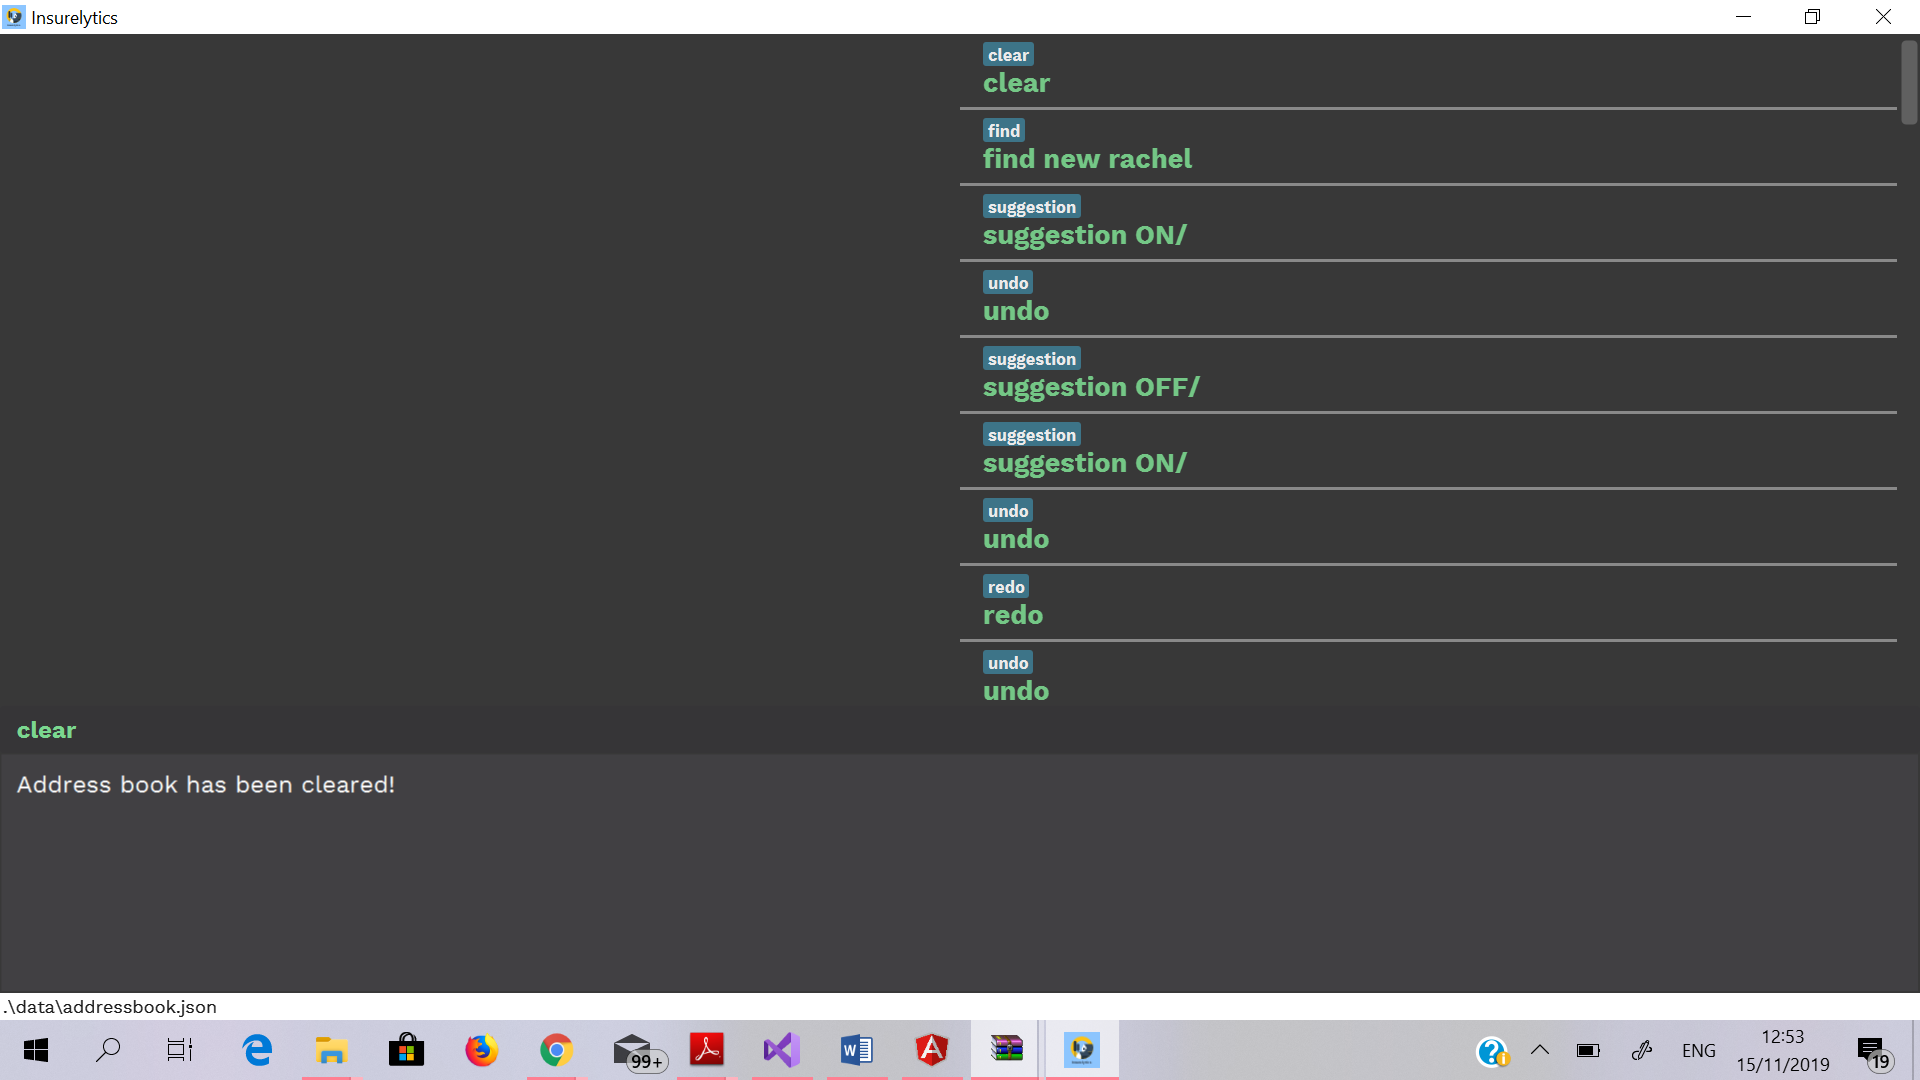 Insurelytics
clear
clear
find
find new rachel
suggestion
suggestion ON/
undo
undo
suggestion
suggestion OFF/
suggestion
suggestion ON/
undo
undo
redo
redo
undo
undo
clear
Address book has been cleared!
.\data\addressbook.json
99+
W
ENG
12:53
15/11/2019
19